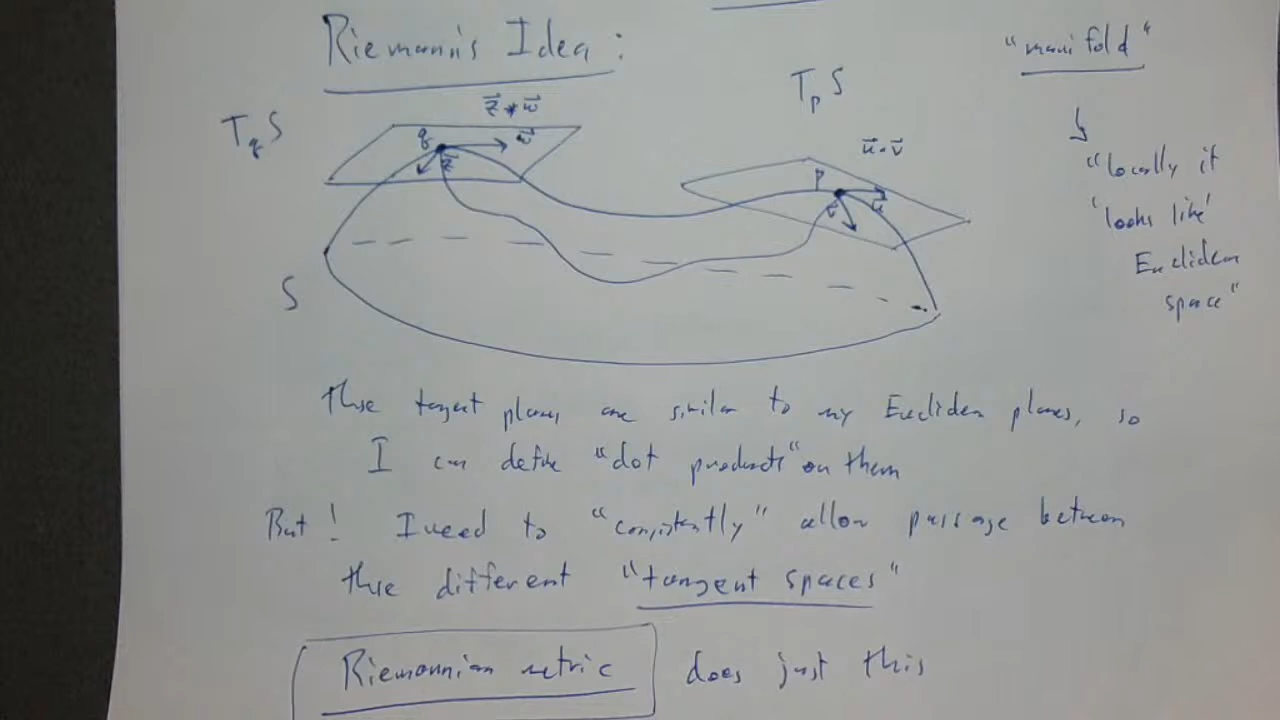 Riemann's Idea:
"manifold"
T_p S
T_q S
z⃗ * w⃗
q
w⃗
z⃗
u⃗ · v⃗
p
u⃗
v⃗
S
↳
"locally it
'looks like'
Euclidean
space"
These tangent planes are similar to my Euclidean planes, so
I can define "dot products" on them
But! I need to "consistently" allow passage between
these different "tangent spaces"
Riemannian metric does just this